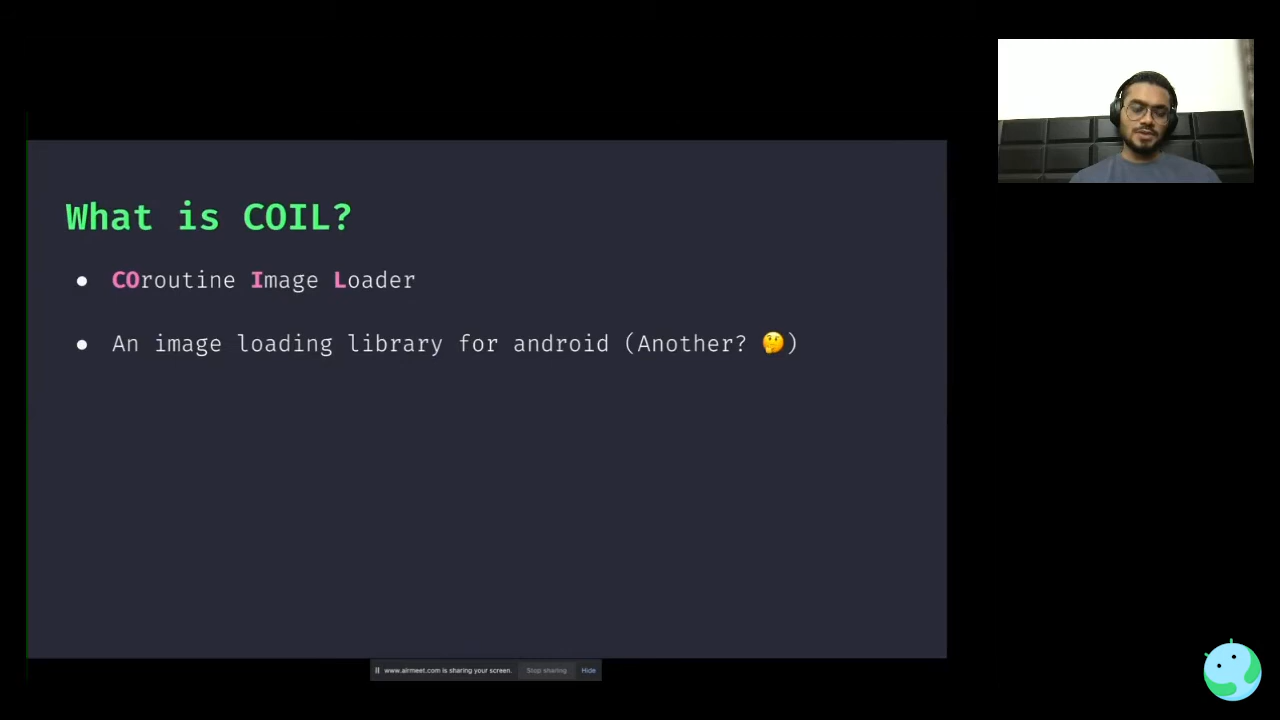 What is COIL?
● COroutine Image Loader
● An image loading library for android (Another? 🤔)
www.airmeet.com is sharing your screen. Stop sharing Hide